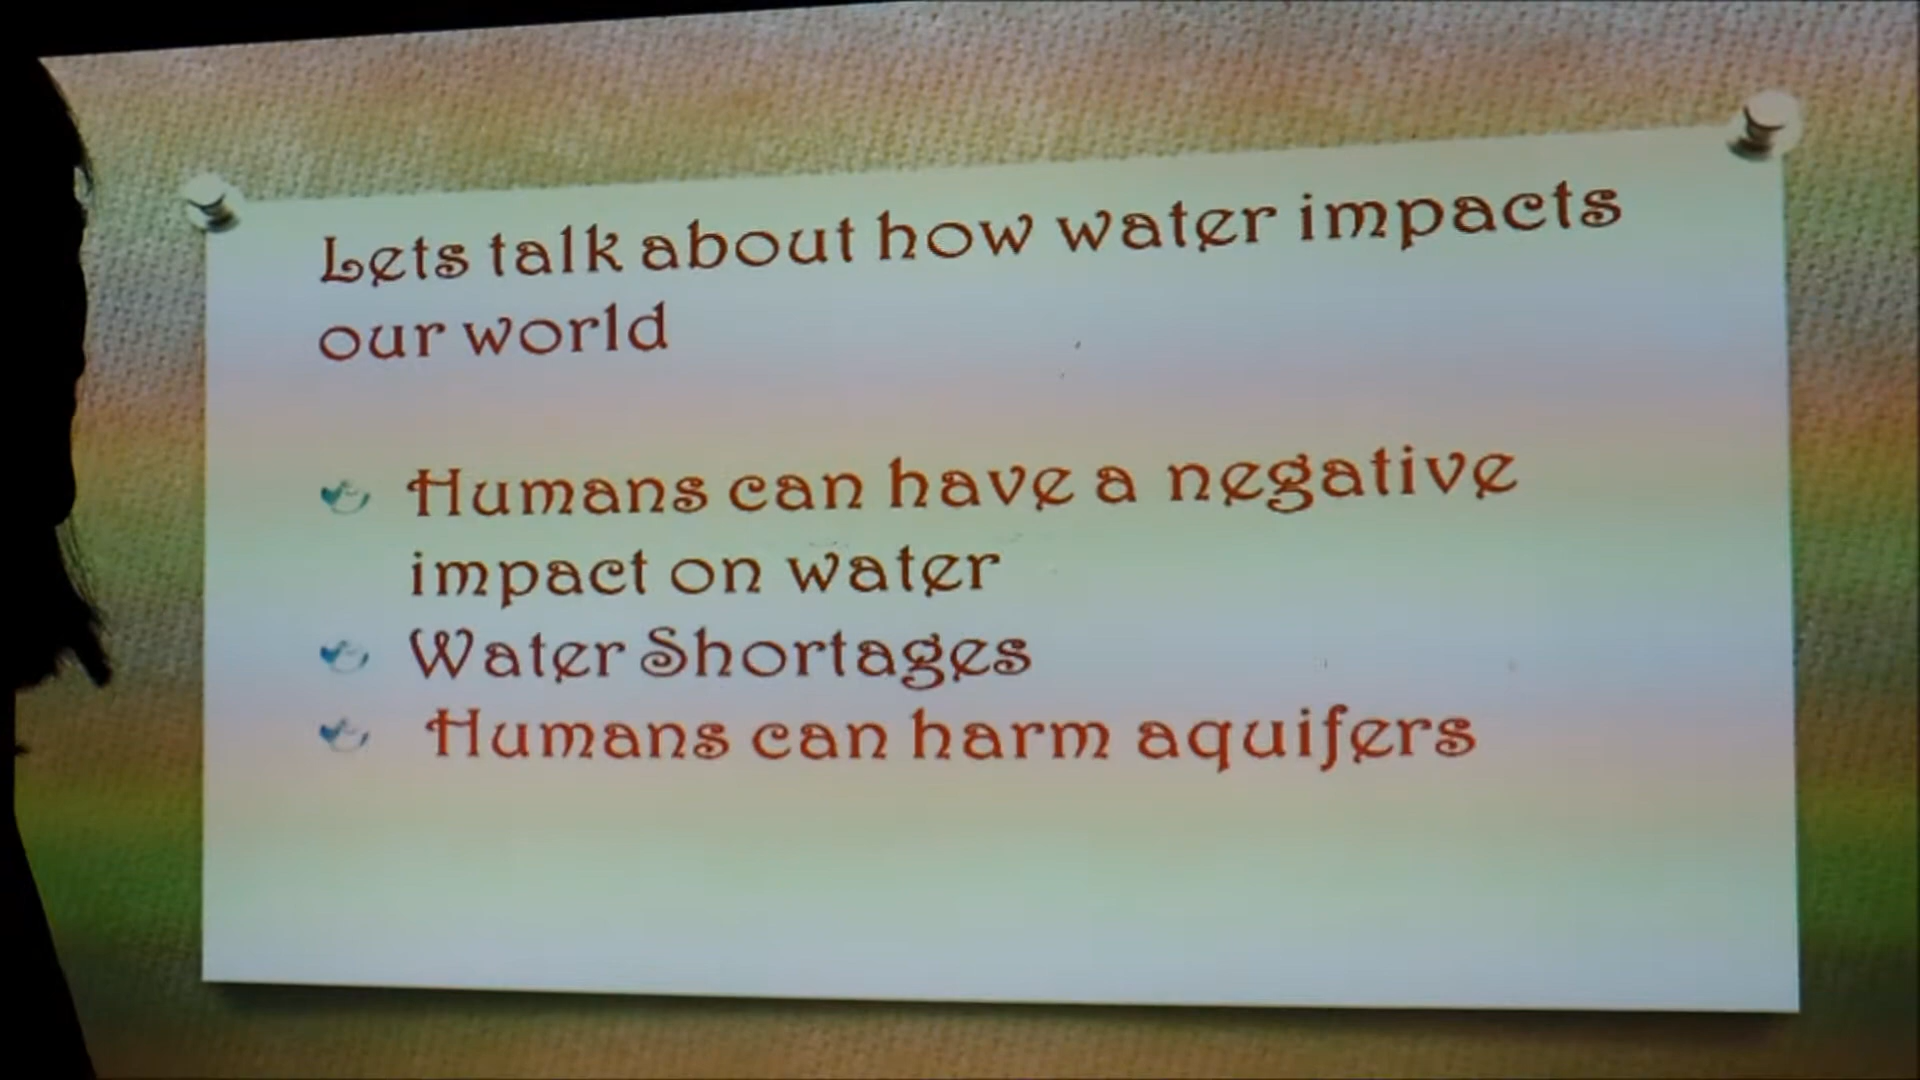 Lets talk about how water impacts
our world
Humans can have a negative
impact on water
Water Shortages
Humans can harm aquifers